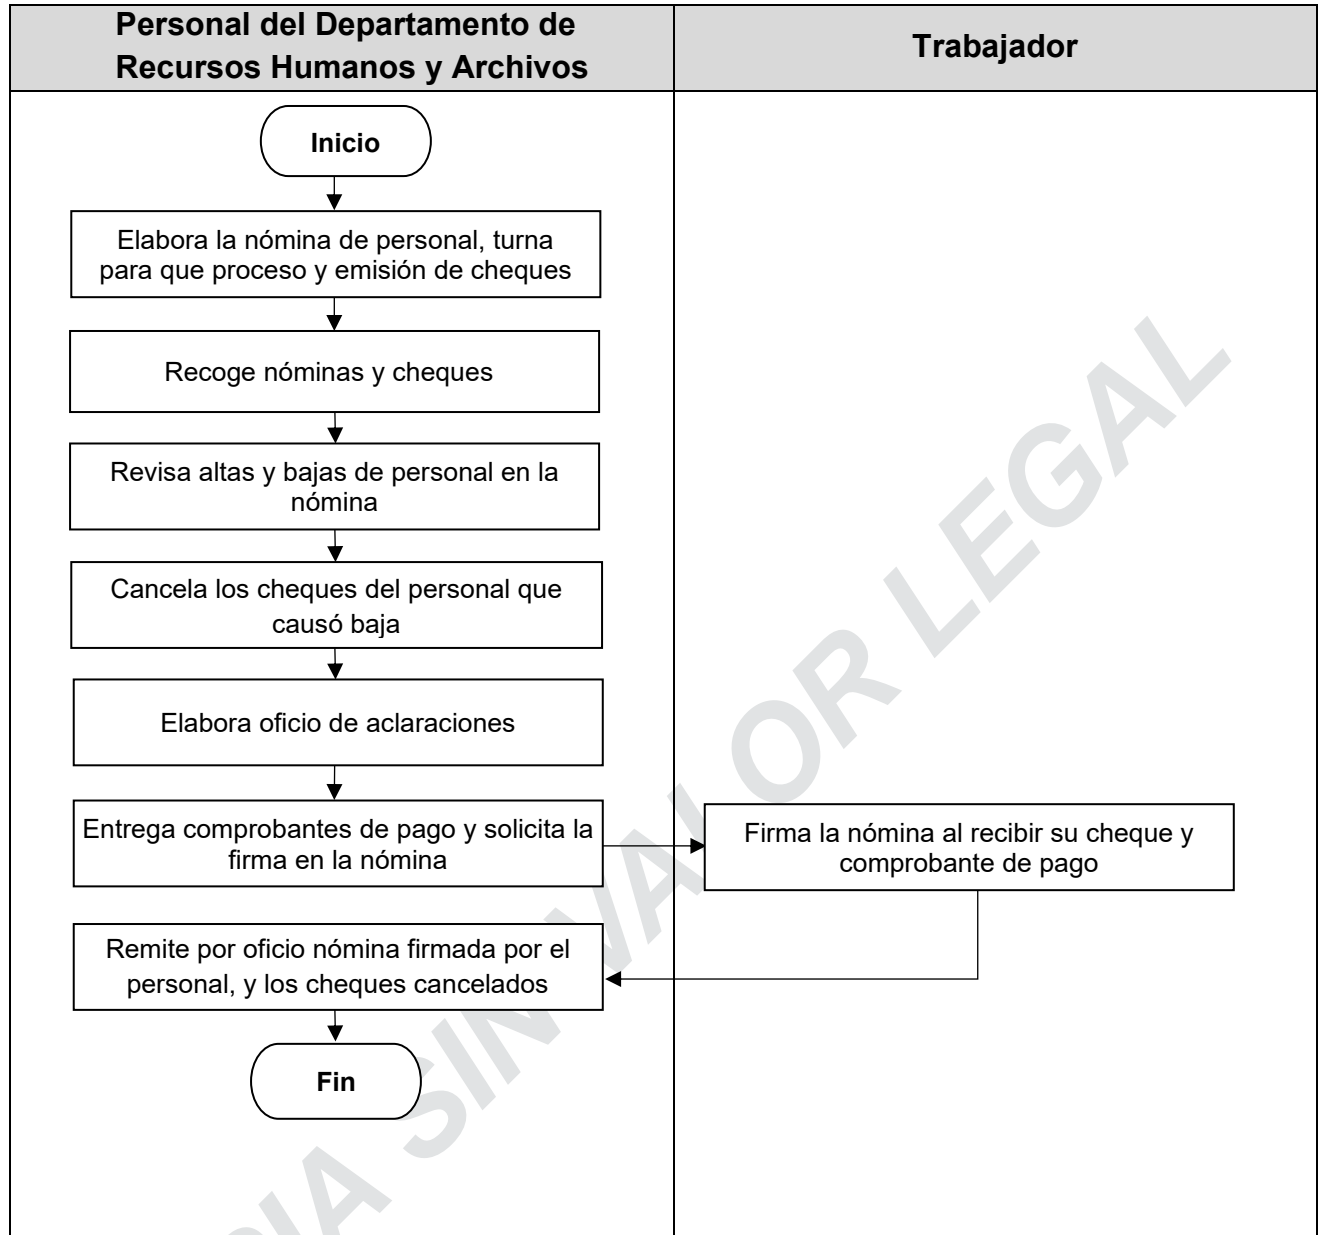 Personal del Departamento de
Recursos Humanos y Archivos
Trabajador
Inicio
Elabora la nómina de personal, turna
para que proceso y emisión de cheques
Recoge nóminas y cheques
Revisa altas y bajas de personal en la
nómina
Cancela los cheques del personal que
causó baja
Elabora oficio de aclaraciones
Entrega comprobantes de pago y solicita la
firma en la nómina
Firma la nómina al recibir su cheque y
comprobante de pago
Remite por oficio nómina firmada por el
personal, y los cheques cancelados
Fin
SIN VALOR LEGAL